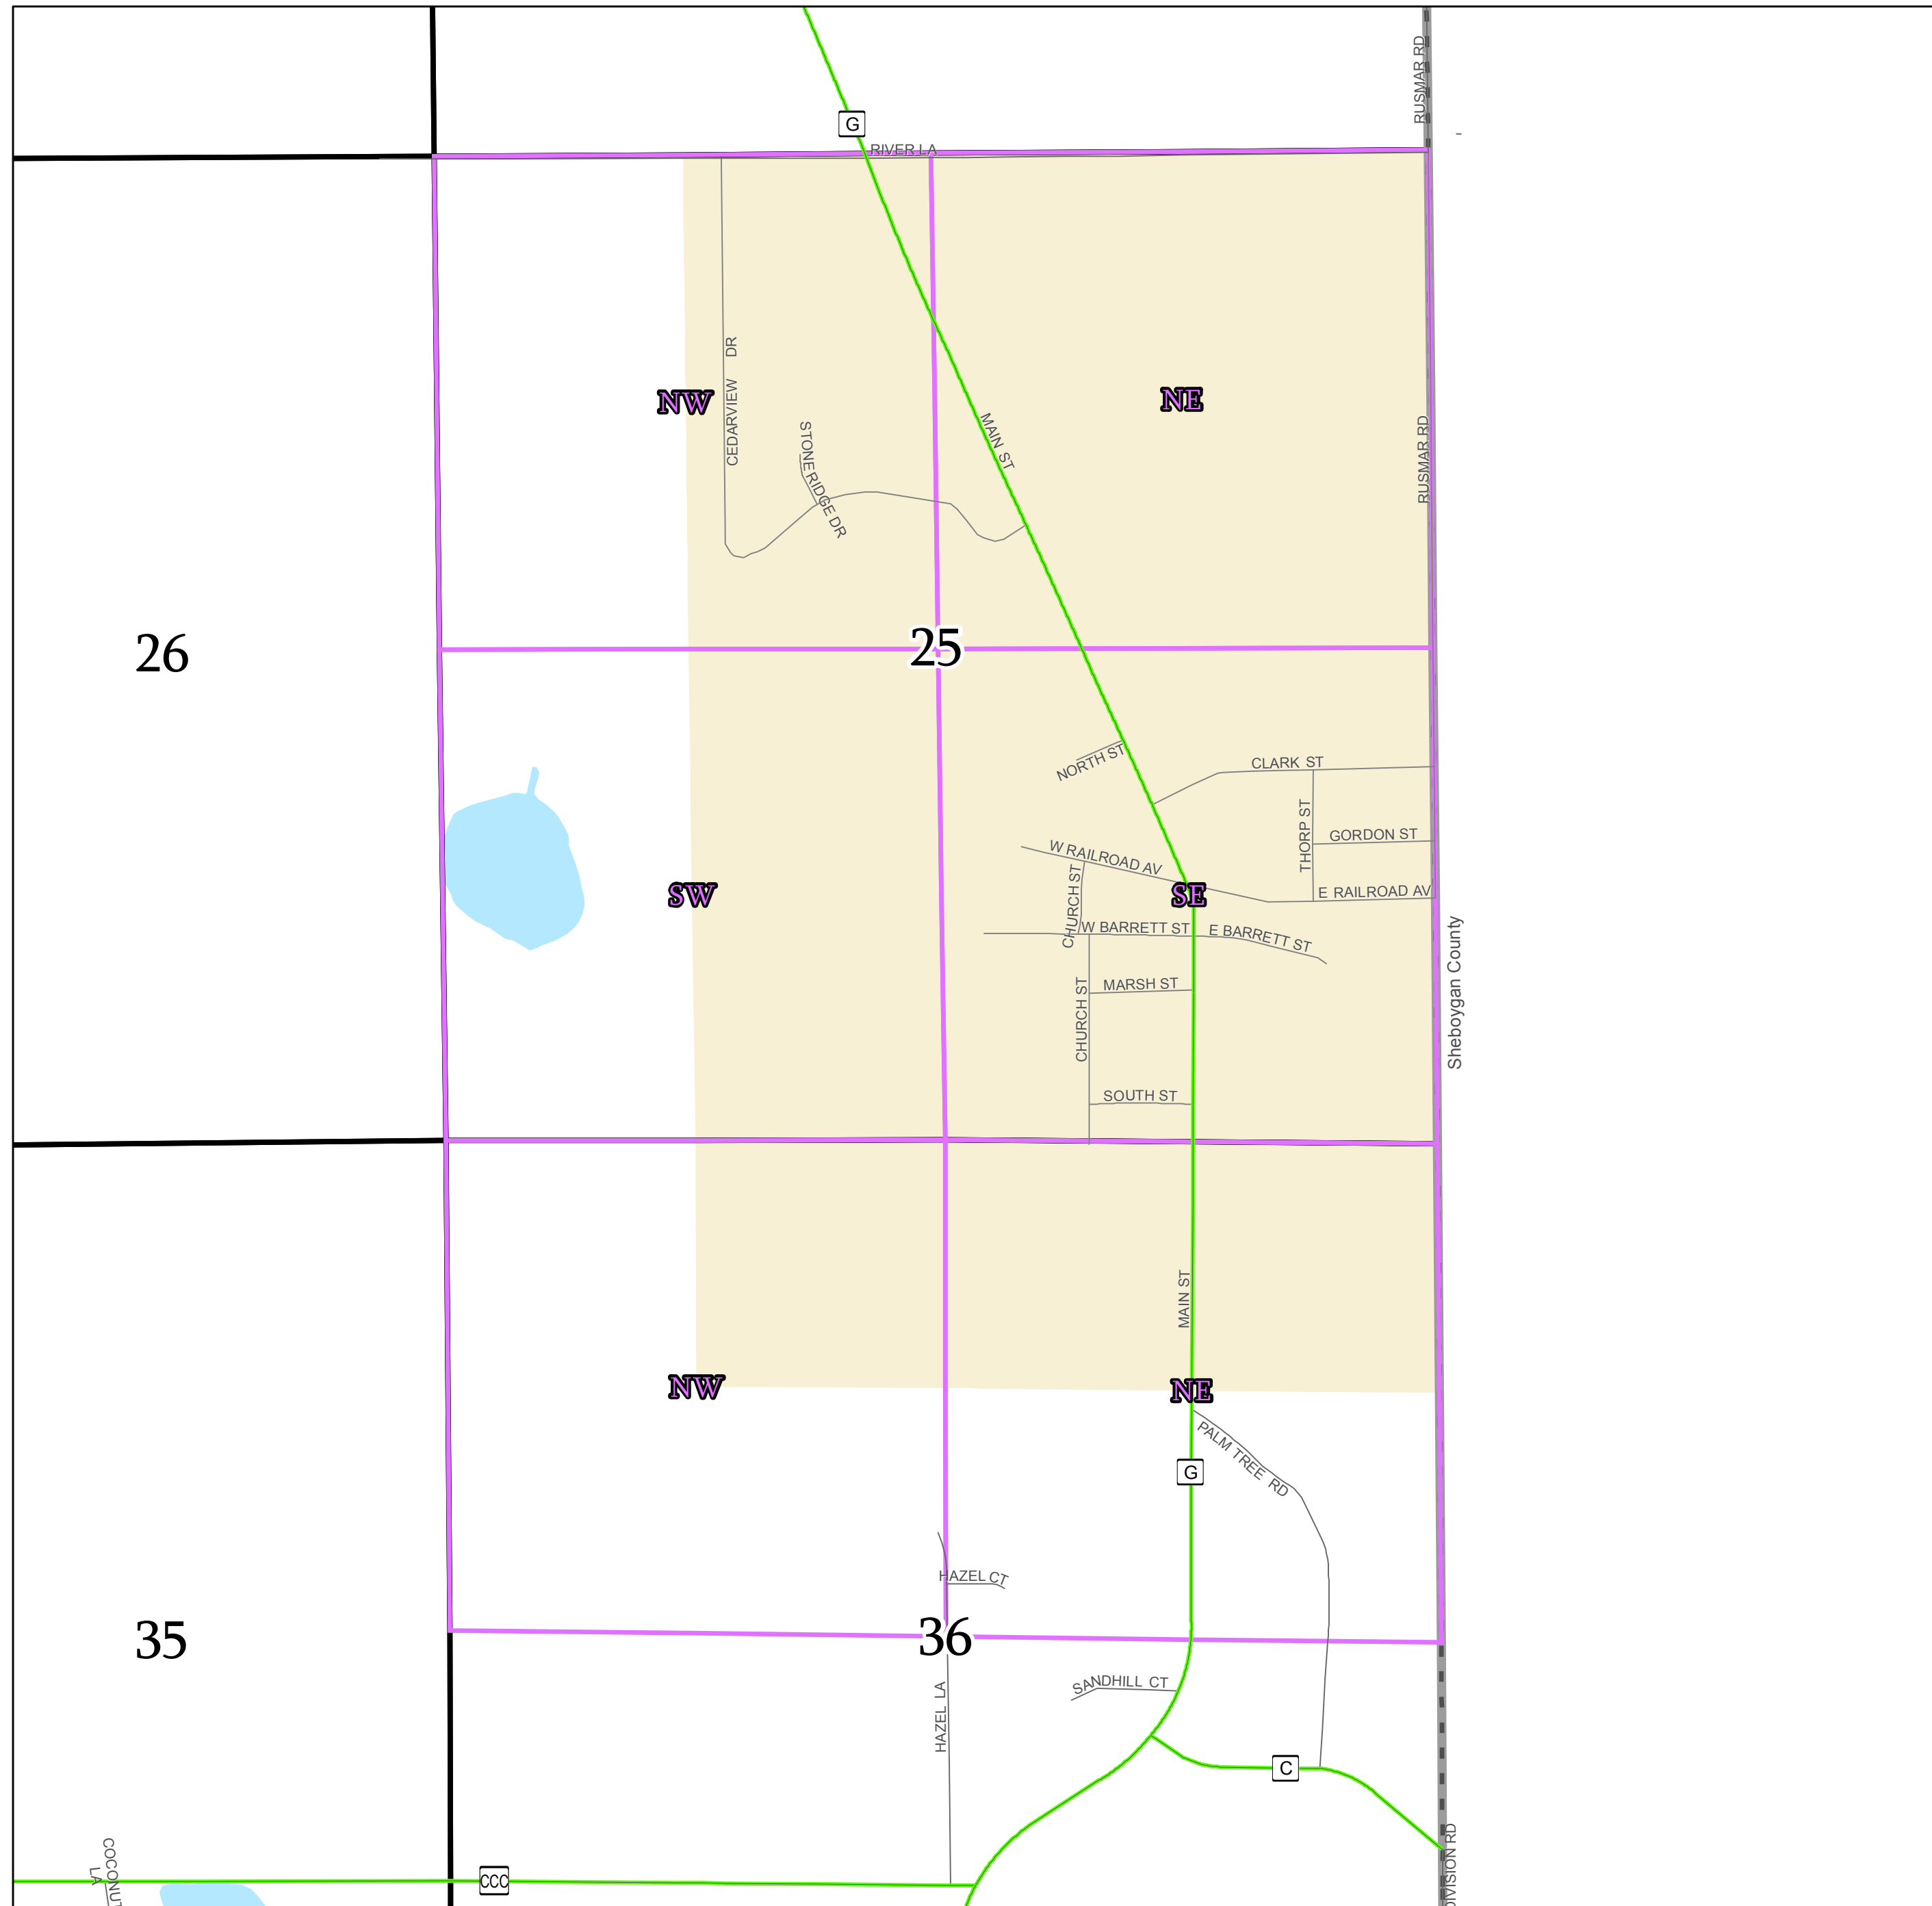 RUSMAR RD
G
RIVER LA
NW
CEDARVIEW DR
STONERIDGE DR
MAIN ST
NE
RUSMAR RD
26
25
NORTH ST
CLARK ST
THORP ST
GORDON ST
W RAILROAD AV
CHURCH ST
SW
SE
E RAILROAD AV
W BARRETT ST
E BARRETT ST
MARSH ST
CHURCH ST
Sheboygan County
SOUTH ST
MAIN ST
NW
NE
PALM TREE RD
G
HAZEL CT
35
36
SANDHILL CT
HAZEL LA
C
COCONUT
LA
CCC
DIVISION RD